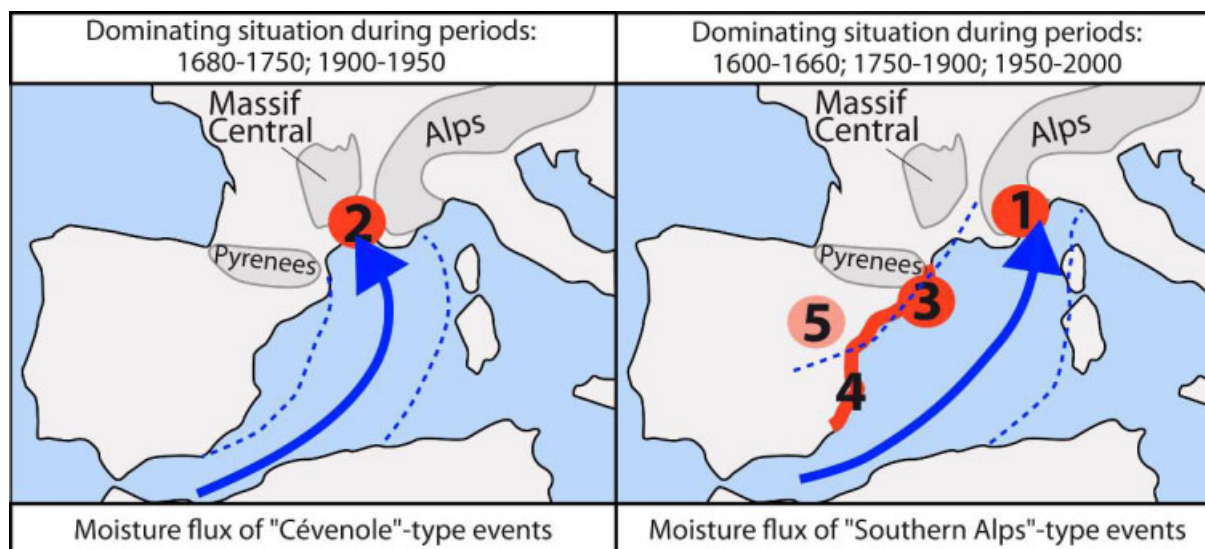 Dominating situation during periods:
1680-1750; 1900-1950
Massif
Central
Alps
2
Pyrenees
Moisture flux of "Cévenole"-type events
Dominating situation during periods:
1600-1660; 1750-1900; 1950-2000
Massif
Central
Alps
1
Pyrenees
3
5
4
Moisture flux of "Southern Alps"-type events